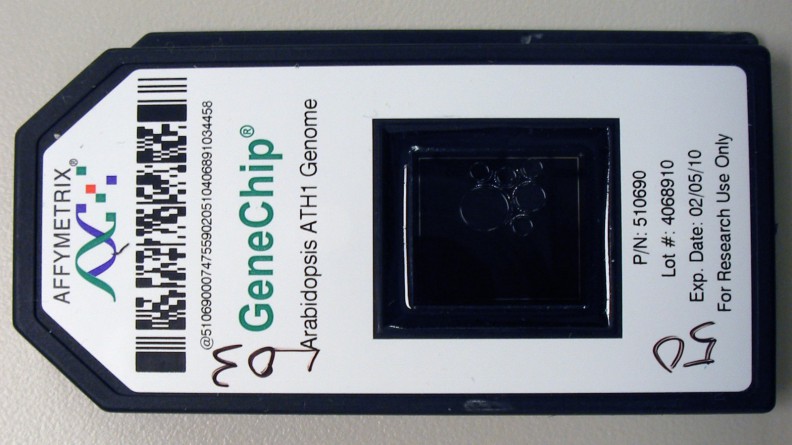 AFFYMETRIX®
@51069000747559020510406891034458
GeneChip®
Arabidopsis ATH1 Genome
P/N: 510690
Lot #: 4068910
Exp. Date: 02/05/10
For Research Use Only